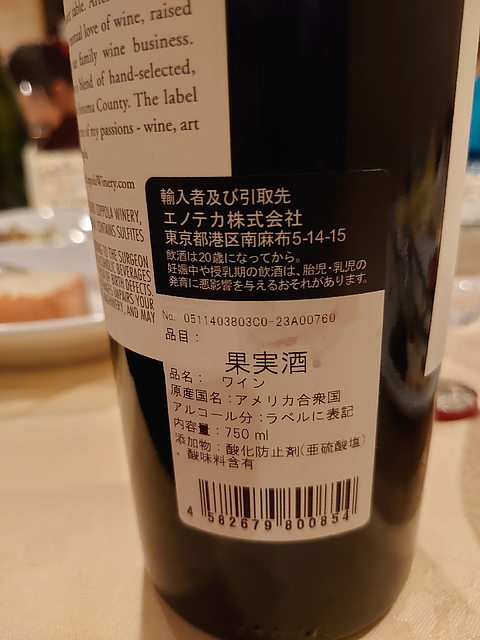 table.
mutual love of wine, raised
family wine business.
blend of hand-selected,
County. The label
of my passions - wine, art
Winery.com
COPPOLA WINERY,
CONTAINS SULFITES
TO THE SURGEON
BEVERAGES
BIRTH DEFECTS.
IMPAIRS YOUR
MACHINERY, AND MAY
輸入者及び引取先
エノテカ株式会社
東京都港区南麻布5-14-15
飲酒は20歳になってから。
妊娠中や授乳期の飲酒は、胎児・乳児の
発育に悪影響を与えるおそれがあります。
No. 0511403803C0-23A00760
品目：
果実酒
品名： ワイン
原産国名：アメリカ合衆国
アルコール分：ラベルに表記
内容量：750 ml
添加物：酸化防止剤(亜硫酸塩)
・酸味料含有
4 582679 800854